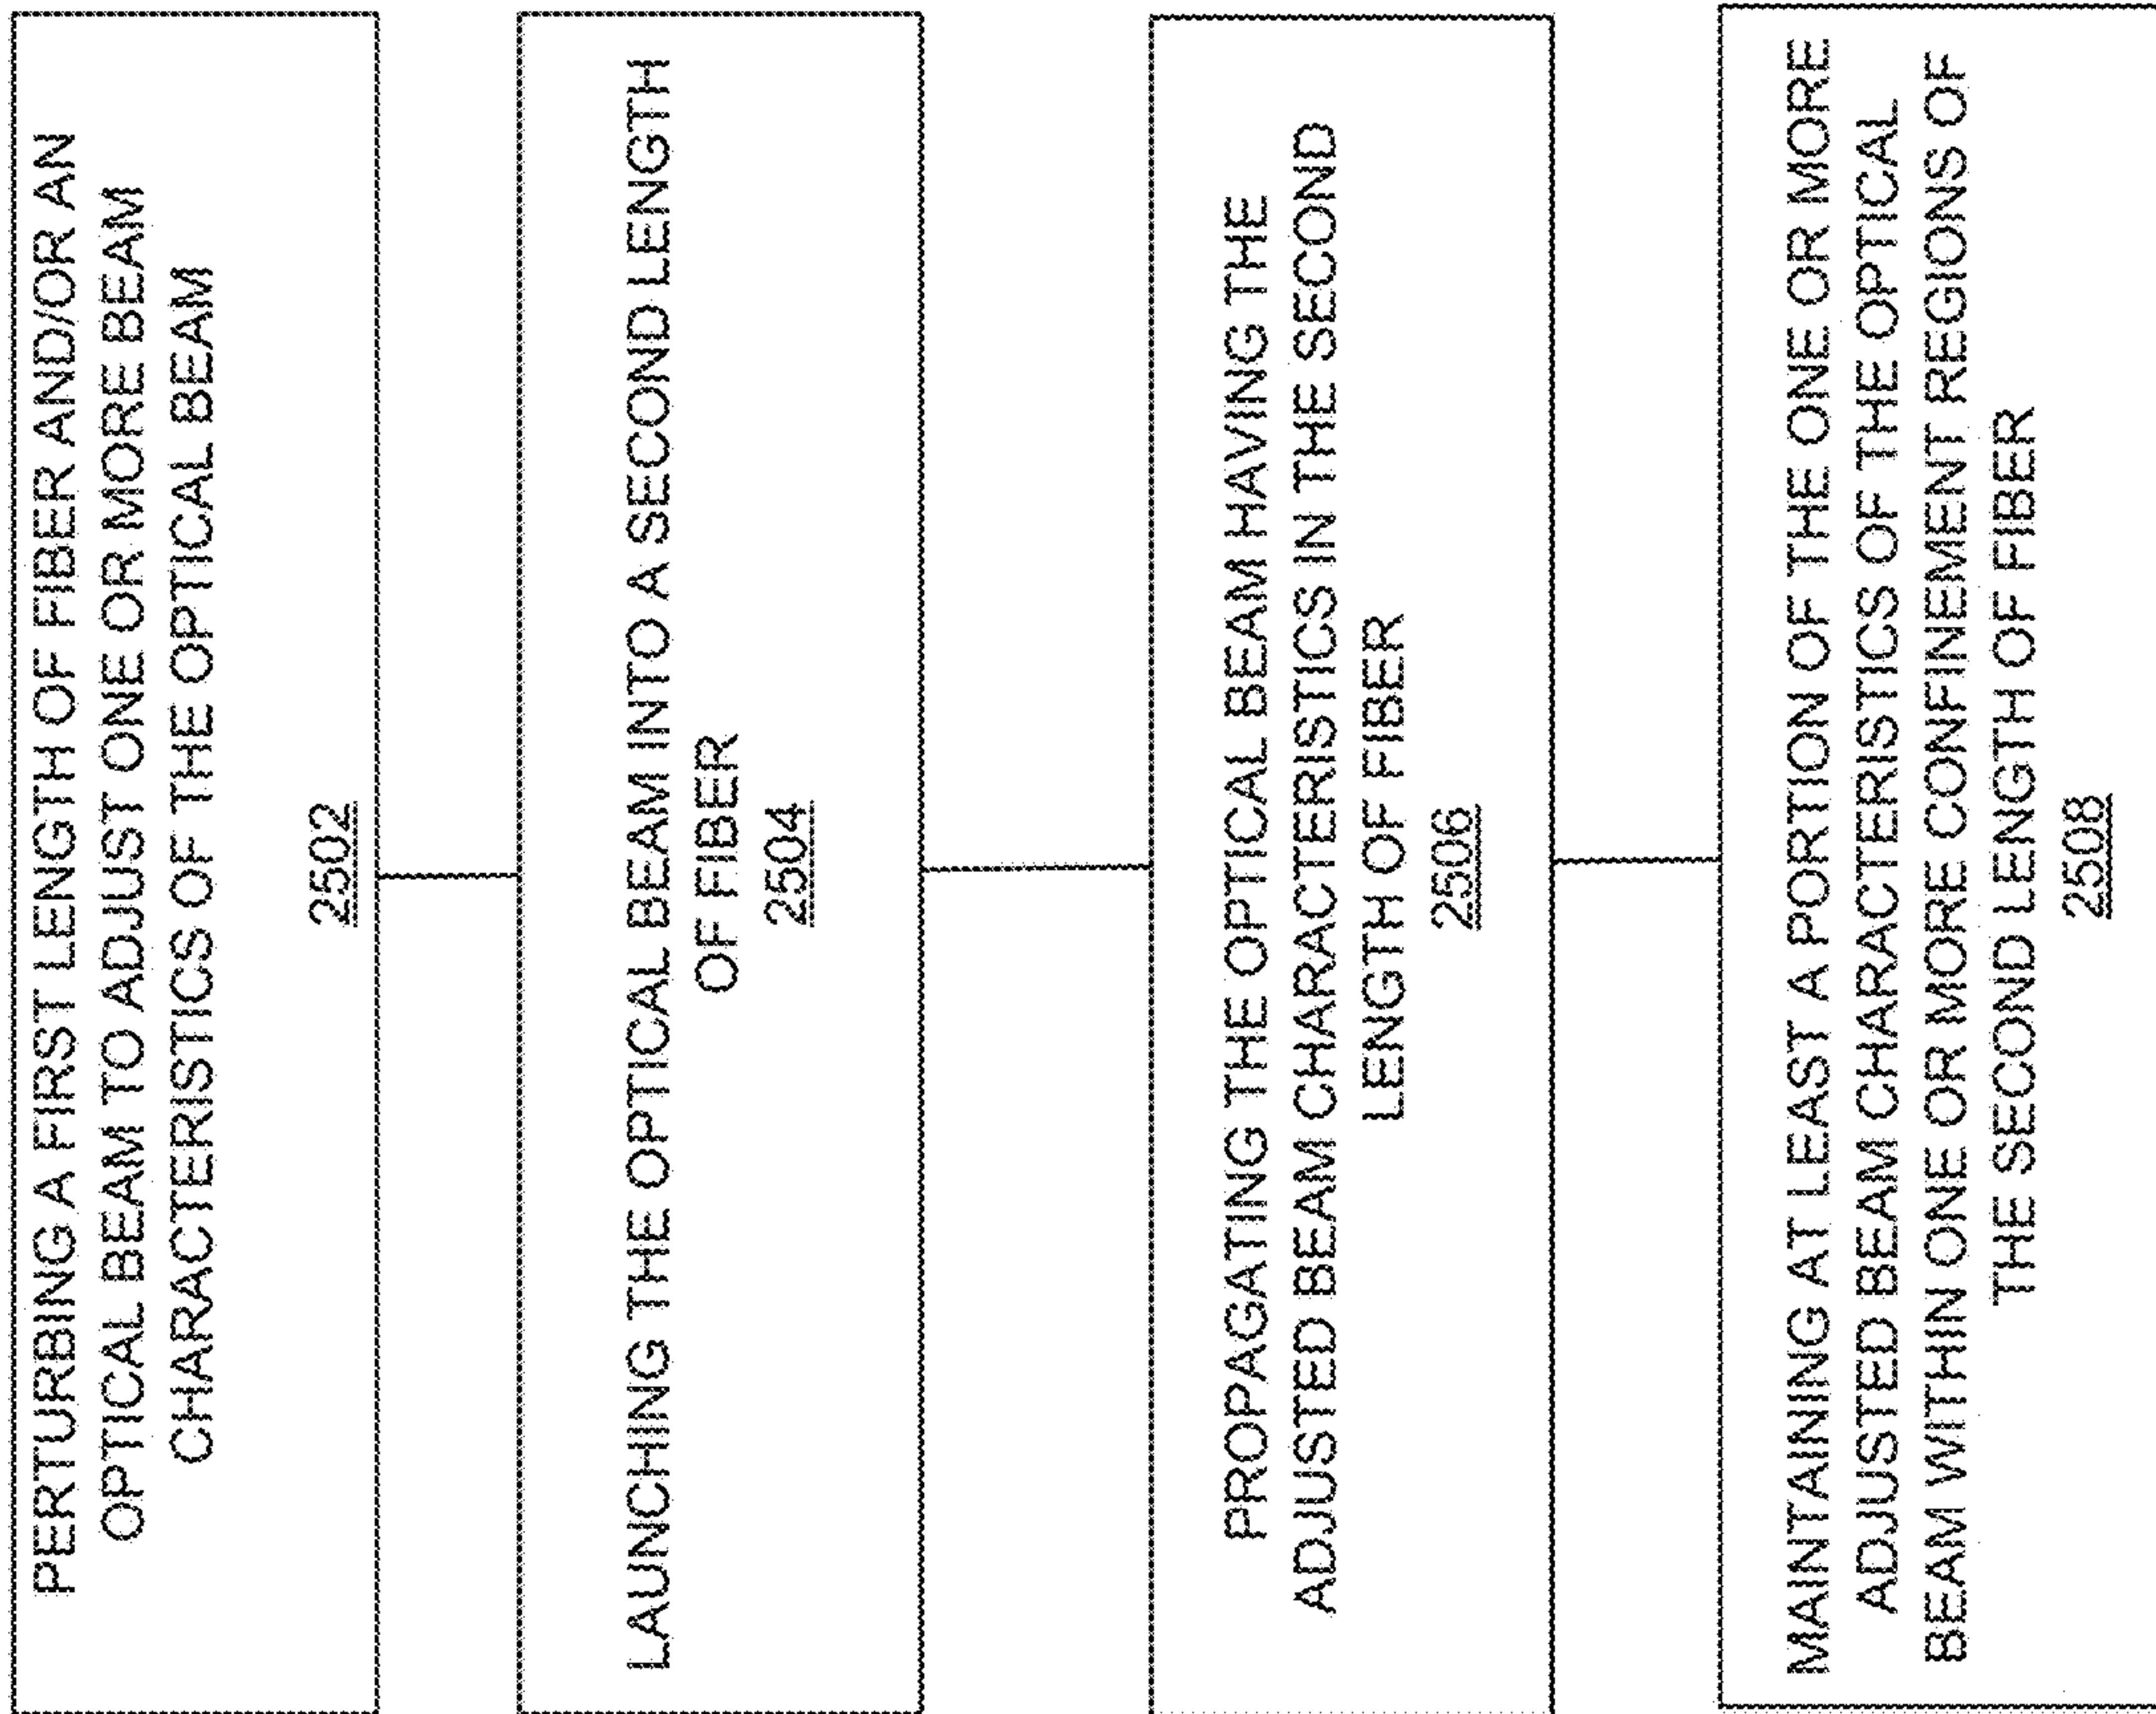 PERTURBING A FIRST LENGTH OF FIBER AND/OR AN
OPTICAL BEAM TO ADJUST ONE OR MORE BEAM
CHARACTERISTICS OF THE OPTICAL BEAM
2502
LAUNCHING THE OPTICAL BEAM INTO A SECOND LENGTH
OF FIBER
2504
PROPAGATING THE OPTICAL BEAM HAVING THE
ADJUSTED BEAM CHARACTERISTICS IN THE SECOND
LENGTH OF FIBER
2506
MAINTAINING AT LEAST A PORTION OF THE ONE OR MORE
ADJUSTED BEAM CHARACTERISTICS OF THE OPTICAL
BEAM WITHIN ONE OR MORE CONFINEMENT REGIONS OF
THE SECOND LENGTH OF FIBER
2508